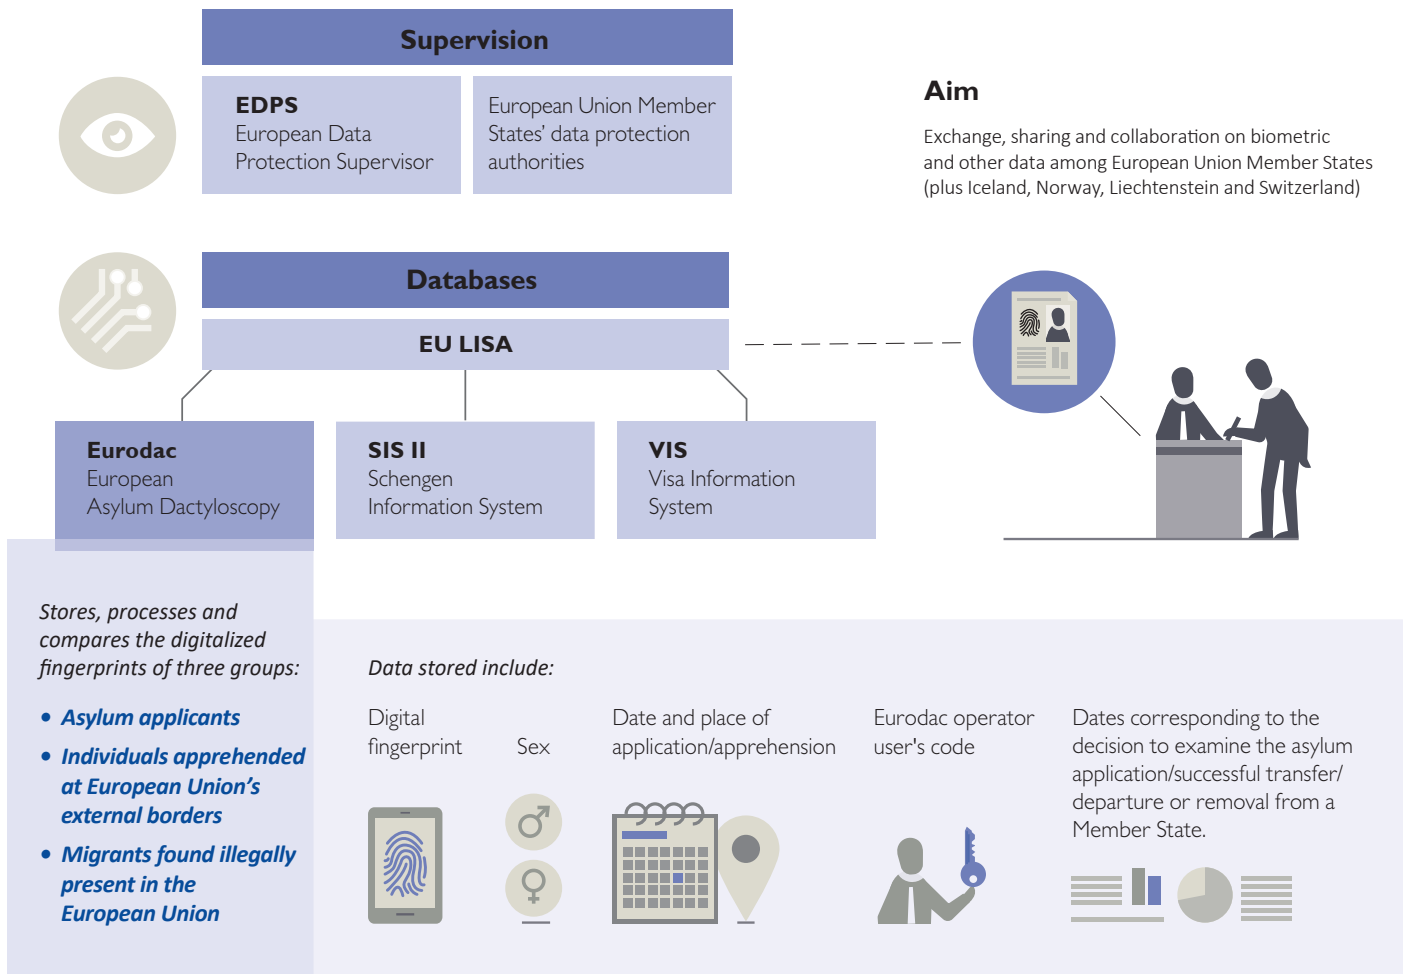 Supervision
EDPS
European Data
Protection Supervisor
European Union Member
States’ data protection
authorities
Aim
Exchange, sharing and collaboration on biometric
and other data among European Union Member States
(plus Iceland, Norway, Liechtenstein and Switzerland)
Databases
EU LISA
Eurodac
European
Asylum Dactyloscopy
SIS II
Schengen
Information System
VIS
Visa Information
System
Stores, processes and
compares the digitalized
fingerprints of three groups:
• Asylum applicants
• Individuals apprehended
at European Union’s
external borders
• Migrants found illegally
present in the
European Union
Data stored include:
Digital
fingerprint
Sex
Date and place of
application/apprehension
Eurodac operator
user's code
Dates corresponding to the
decision to examine the asylum
application/successful transfer/
departure or removal from a
Member State.